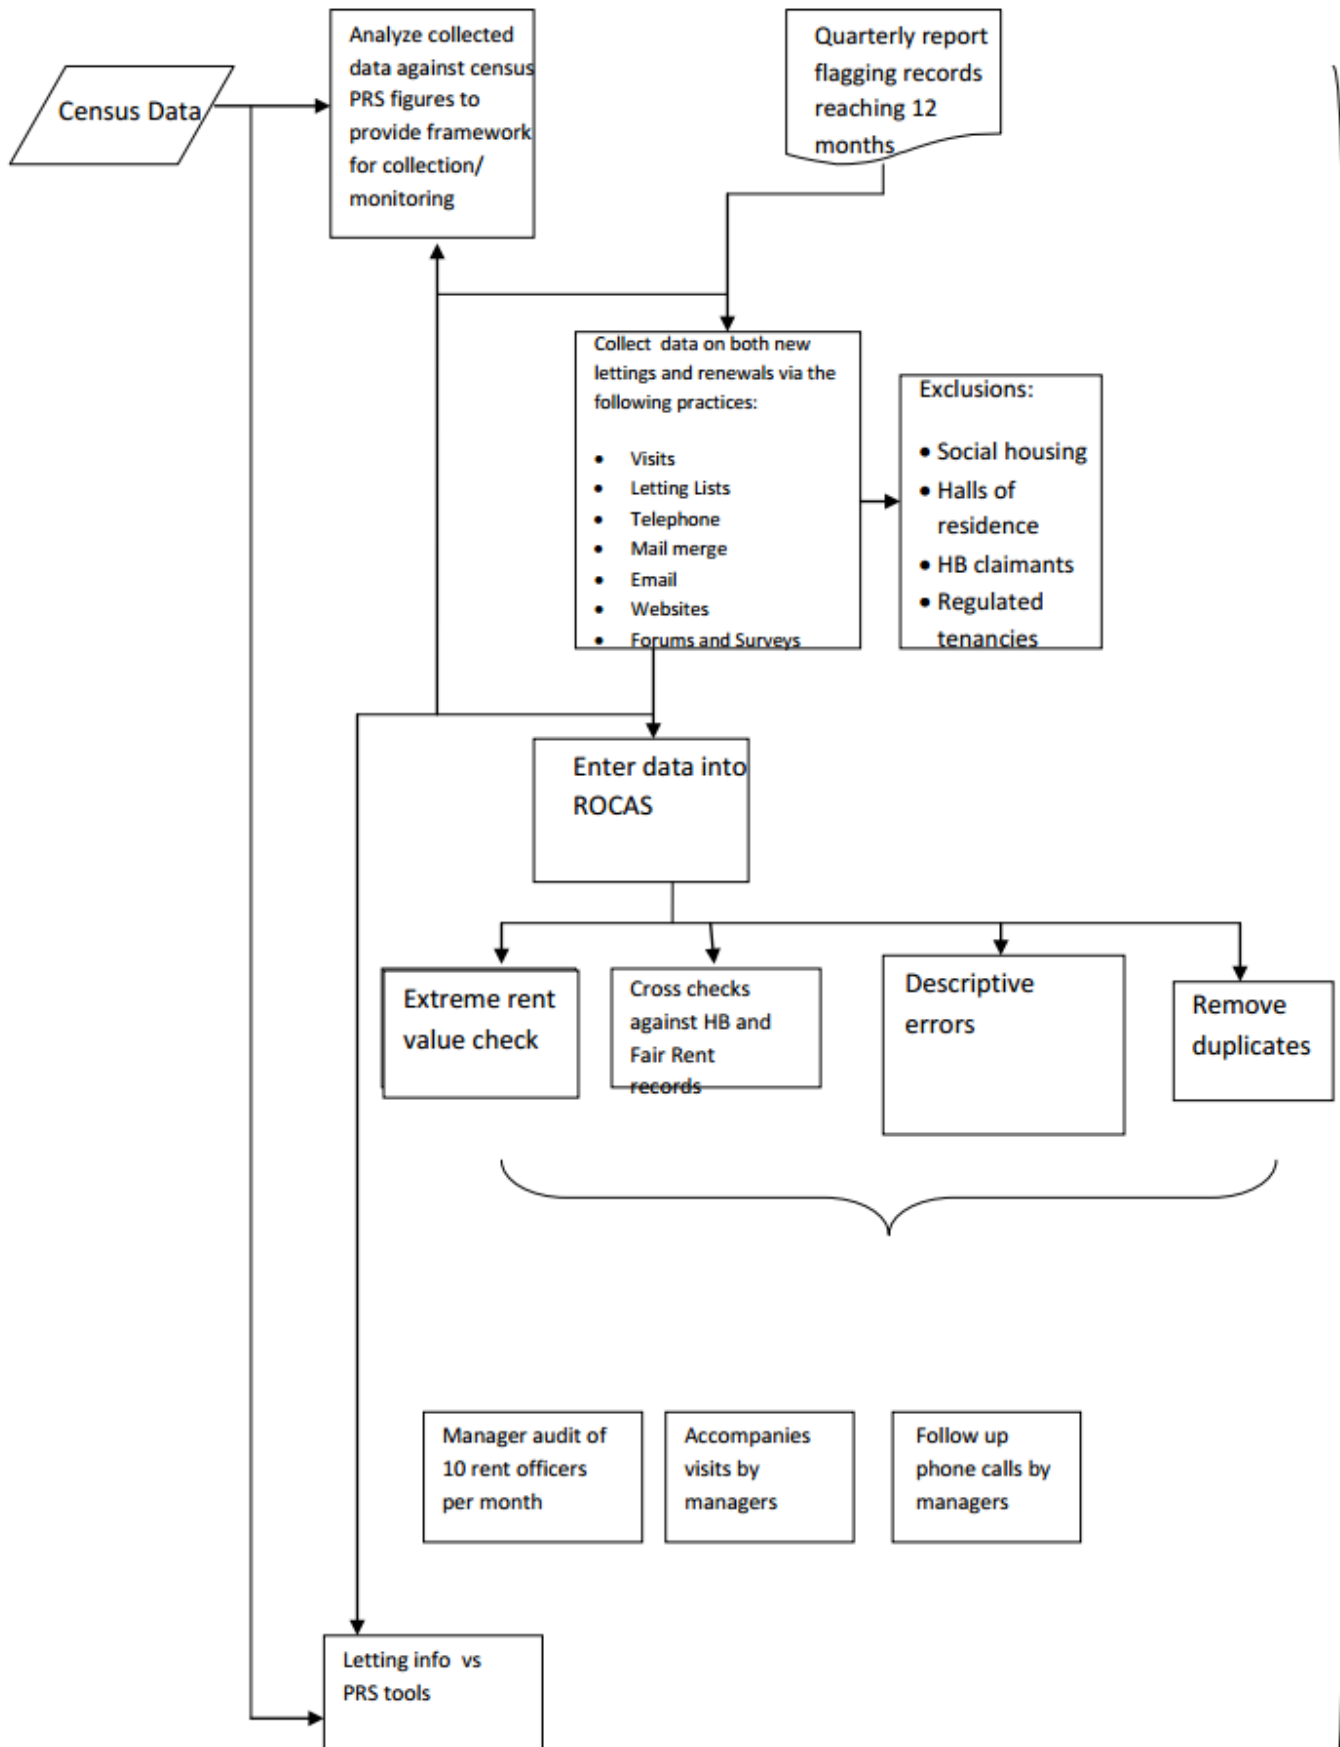 Census Data
Analyze collected
data against census
PRS figures to
provide framework
for collection/
monitoring
Quarterly report
flagging records
reaching 12
months
Collect data on both new
lettings and renewals via the
following practices:
• Visits
• Letting Lists
• Telephone
• Mail merge
• Email
• Websites
• Forums and Surveys
Exclusions:
• Social housing
• Halls of
residence
• HB claimants
• Regulated
tenancies
Enter data into
ROCAS
Extreme rent
value check
Cross checks
against HB and
Fair Rent
records
Descriptive
errors
Remove
duplicates
Manager audit of
10 rent officers
per month
Accompanies
visits by
managers
Follow up
phone calls by
managers
Letting info vs
PRS tools